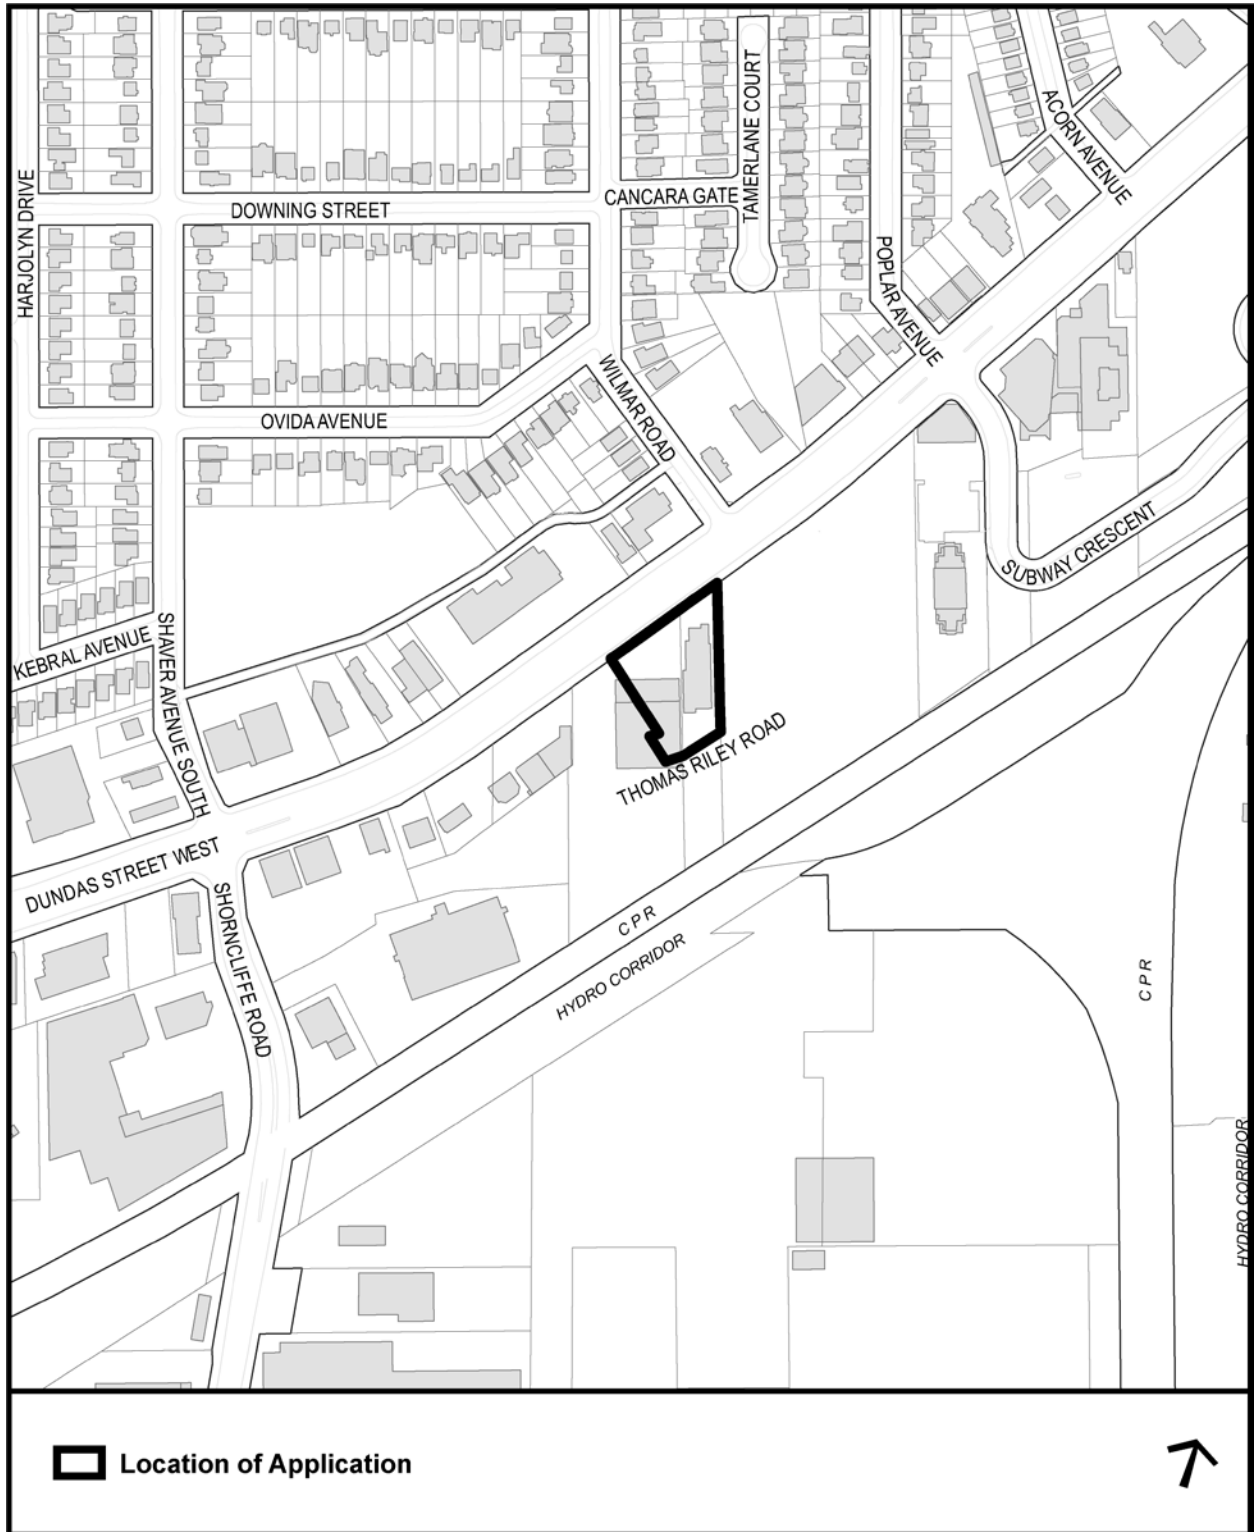 TAMERLANE COURT
ACORN AVENUE
HARJOLYN DRIVE
DOWNING STREET
CANCARA GATE
POPLAR AVENUE
WILMAR ROAD
OVIDA AVENUE
SUBWAY CRESCENT
KEBRAL AVENUE
SHAVER AVENUE SOUTH
THOMAS RILEY ROAD
DUNDAS STREET WEST
SHORNCLIFFE ROAD
CPR
HYDRO CORRIDOR
CPR
HYDRO CORRIDOR
Location of Application